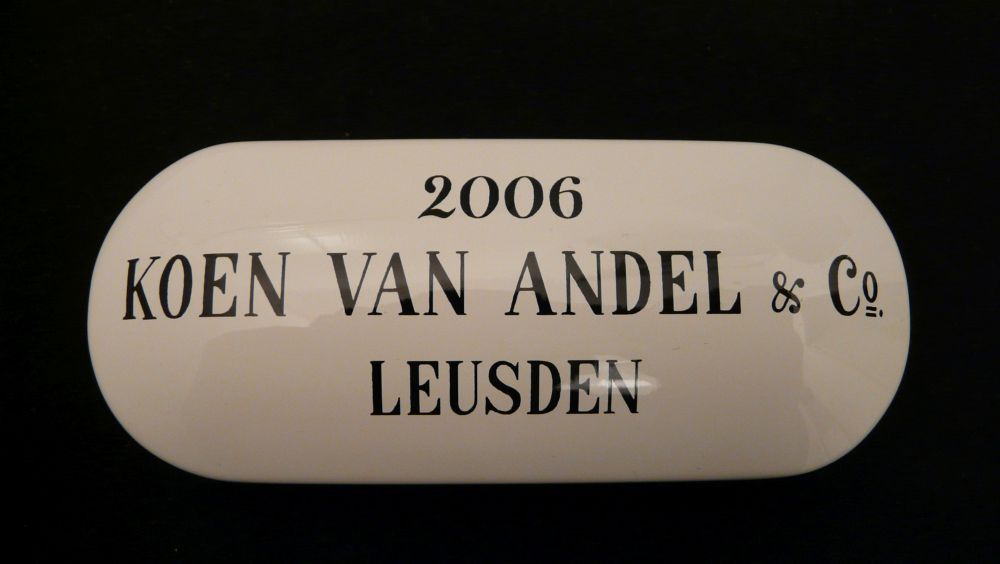 2006
KOEN VAN ANDEL & Co.
LEUSDEN